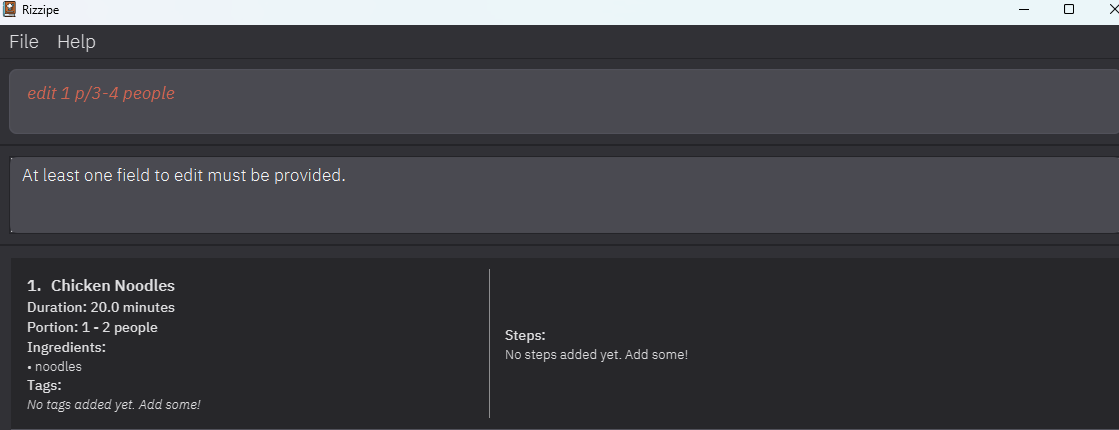 Rizzipe
File Help
edit 1 p/3-4 people
At least one field to edit must be provided.
1. Chicken Noodles
Duration: 20.0 minutes
Portion: 1 - 2 people
Ingredients:
• noodles
Tags:
No tags added yet. Add some!
Steps:
No steps added yet. Add some!